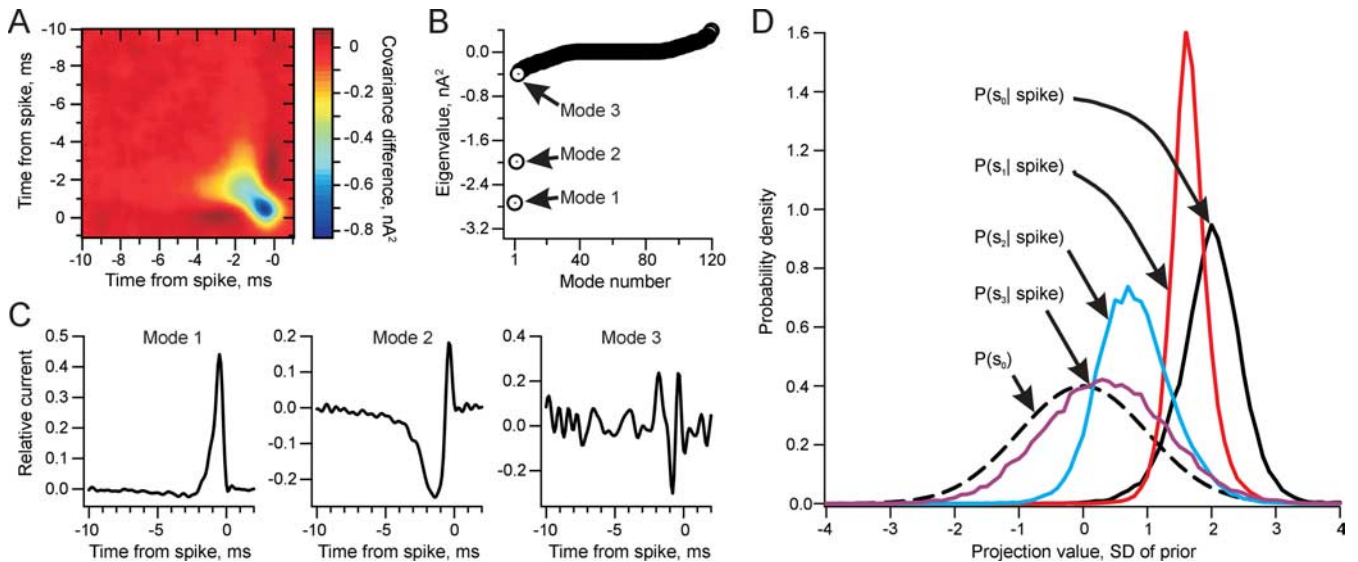 A
-10
-8
-6
-4
-2
0
Time from spike, ms
-10 -8 -6 -4 -2 -0
Time from spike, ms
0
-0.2
-0.4
-0.6
-0.8
Covariance difference, nA²
B
0.0
-0.8
-1.6
-2.4
-3.2
Eigenvalue, nA²
Mode 3
Mode 2
Mode 1
1 40 80 120
Mode number
C
Mode 1
0.5
0.4
0.3
0.2
0.1
0.0
Relative current
-10 -5 0
Time from spike, ms
Mode 2
0.2
0.1
0.0
-0.1
-0.2
-10 -5 0
Time from spike, ms
Mode 3
0.4
0.2
0.0
-0.2
-10 -5 0
Time from spike, ms
D
1.6
1.4
1.2
1.0
0.8
0.6
0.4
0.2
0.0
Probability density
P(s₀| spike)
P(s₁| spike)
P(s₂| spike)
P(s₃| spike)
P(s₀)
-4 -2 -1 0 1 2 3 4
Projection value, SD of prior